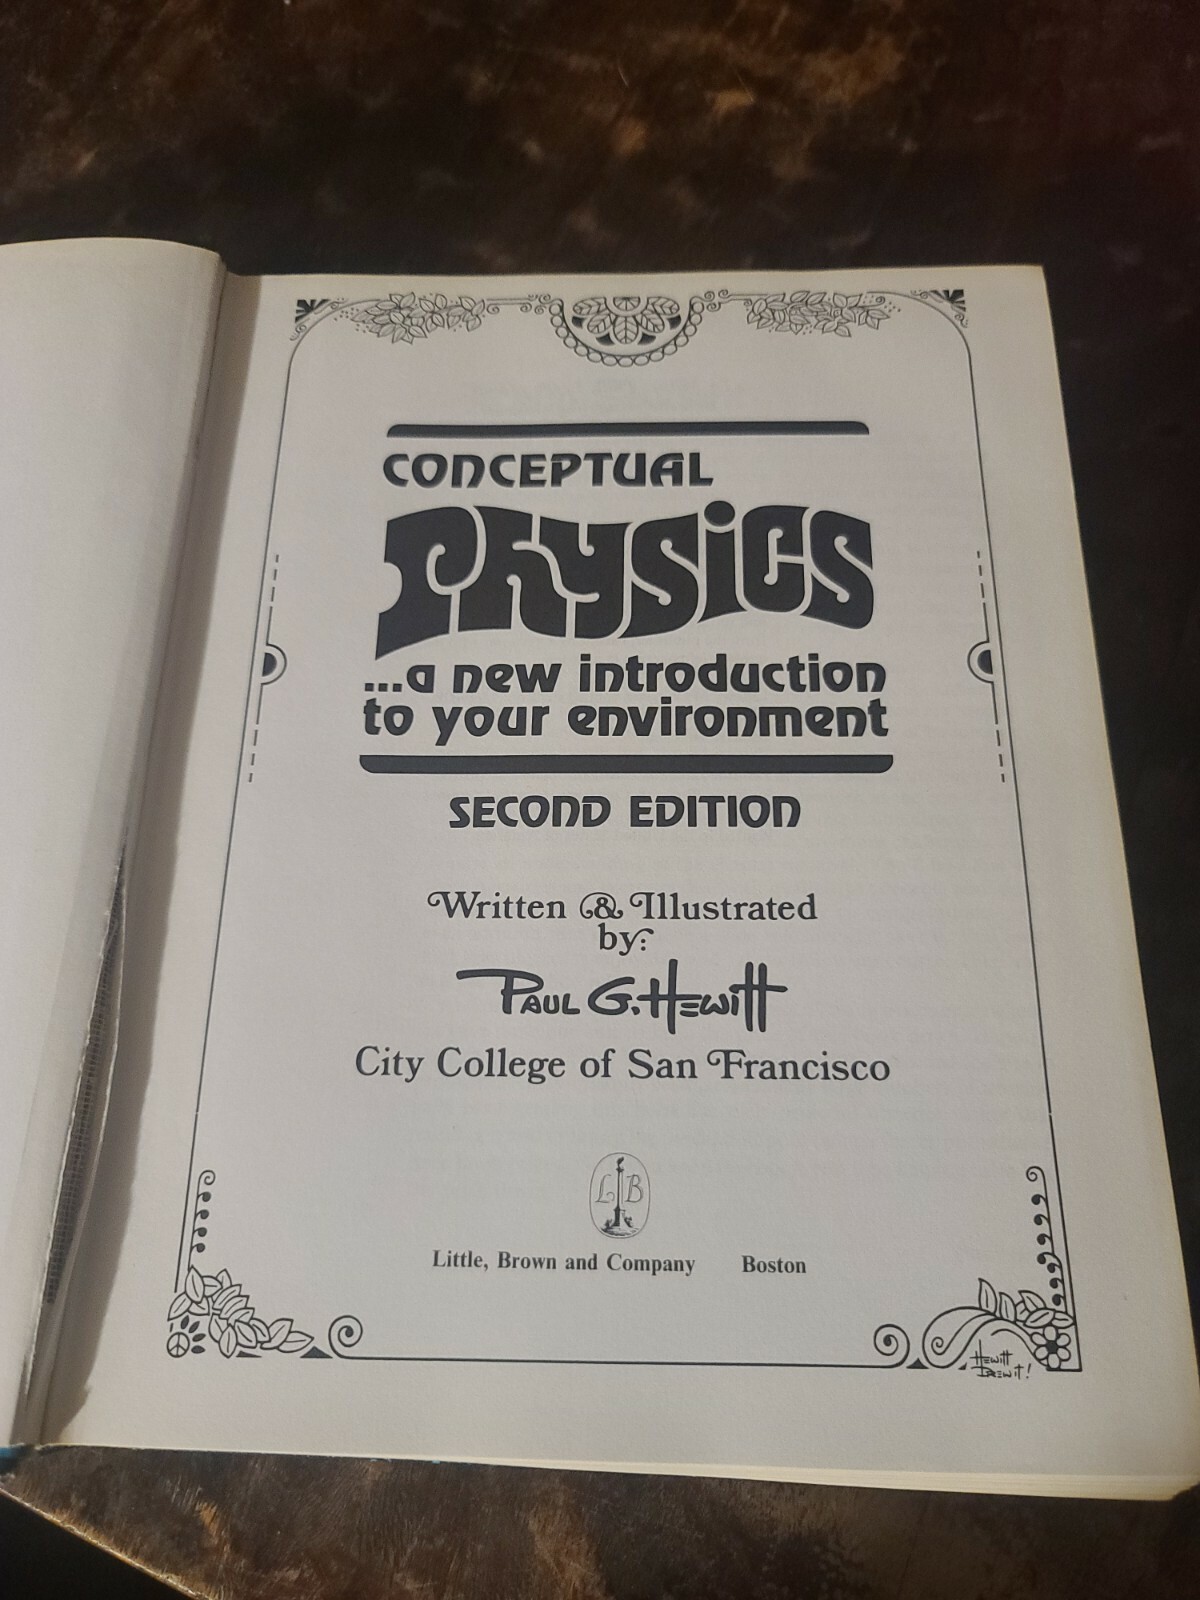 CONCEPTUAL
PHYSICS
...a new introduction
to your environment
SECOND EDITION
Written & Illustrated
by:
PAUL G. HEWITT
City College of San Francisco
L B
Little, Brown and Company Boston
HEWITT
DREW IT!